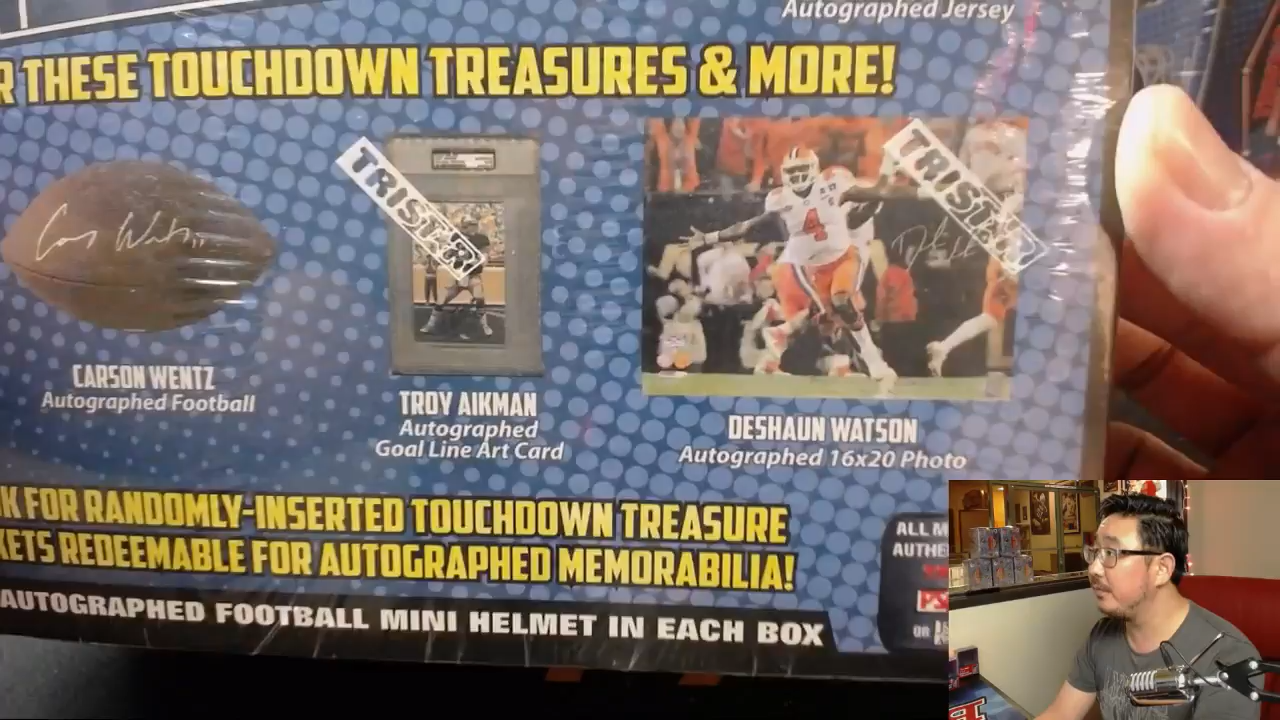 Autographed Jersey
R THESE TOUCHDOWN TREASURES & MORE!
TRISTAR
TRISTAR
CARSON WENTZ
Autographed Football
TROY AIKMAN
Autographed
Goal Line Art Card
DESHAUN WATSON
Autographed 16x20 Photo
4
K FOR RANDOMLY-INSERTED TOUCHDOWN TREASURE
KETS REDEEMABLE FOR AUTOGRAPHED MEMORABILIA!
ALL M
AUTHE
PS
OR
AUTOGRAPHED FOOTBALL MINI HELMET IN EACH BOX